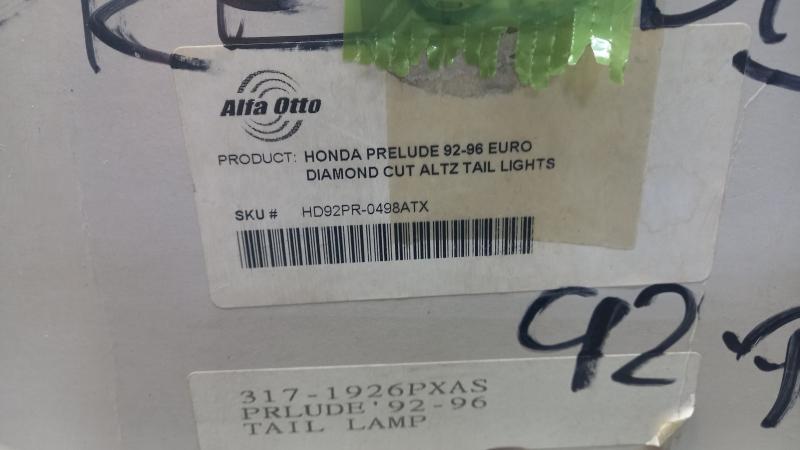 RE
Alfa Otto
PRODUCT: HONDA PRELUDE 92-96 EURO
DIAMOND CUT ALTZ TAIL LIGHTS
SKU # HD92PR-0498ATX
92
317-1926PXAS
PRLUDE'92-96
TAIL LAMP